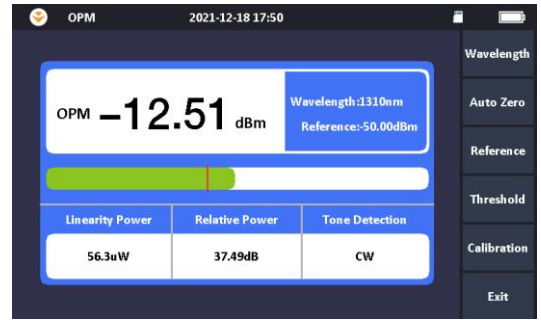 OPM 2021-12-18 17:50
OPM −12.51 dBm
Wavelength:1310nm
Reference:-50.00dBm
Linearity Power Relative Power Tone Detection
56.3uW 37.49dB CW
Wavelength
Auto Zero
Reference
Threshold
Calibration
Exit